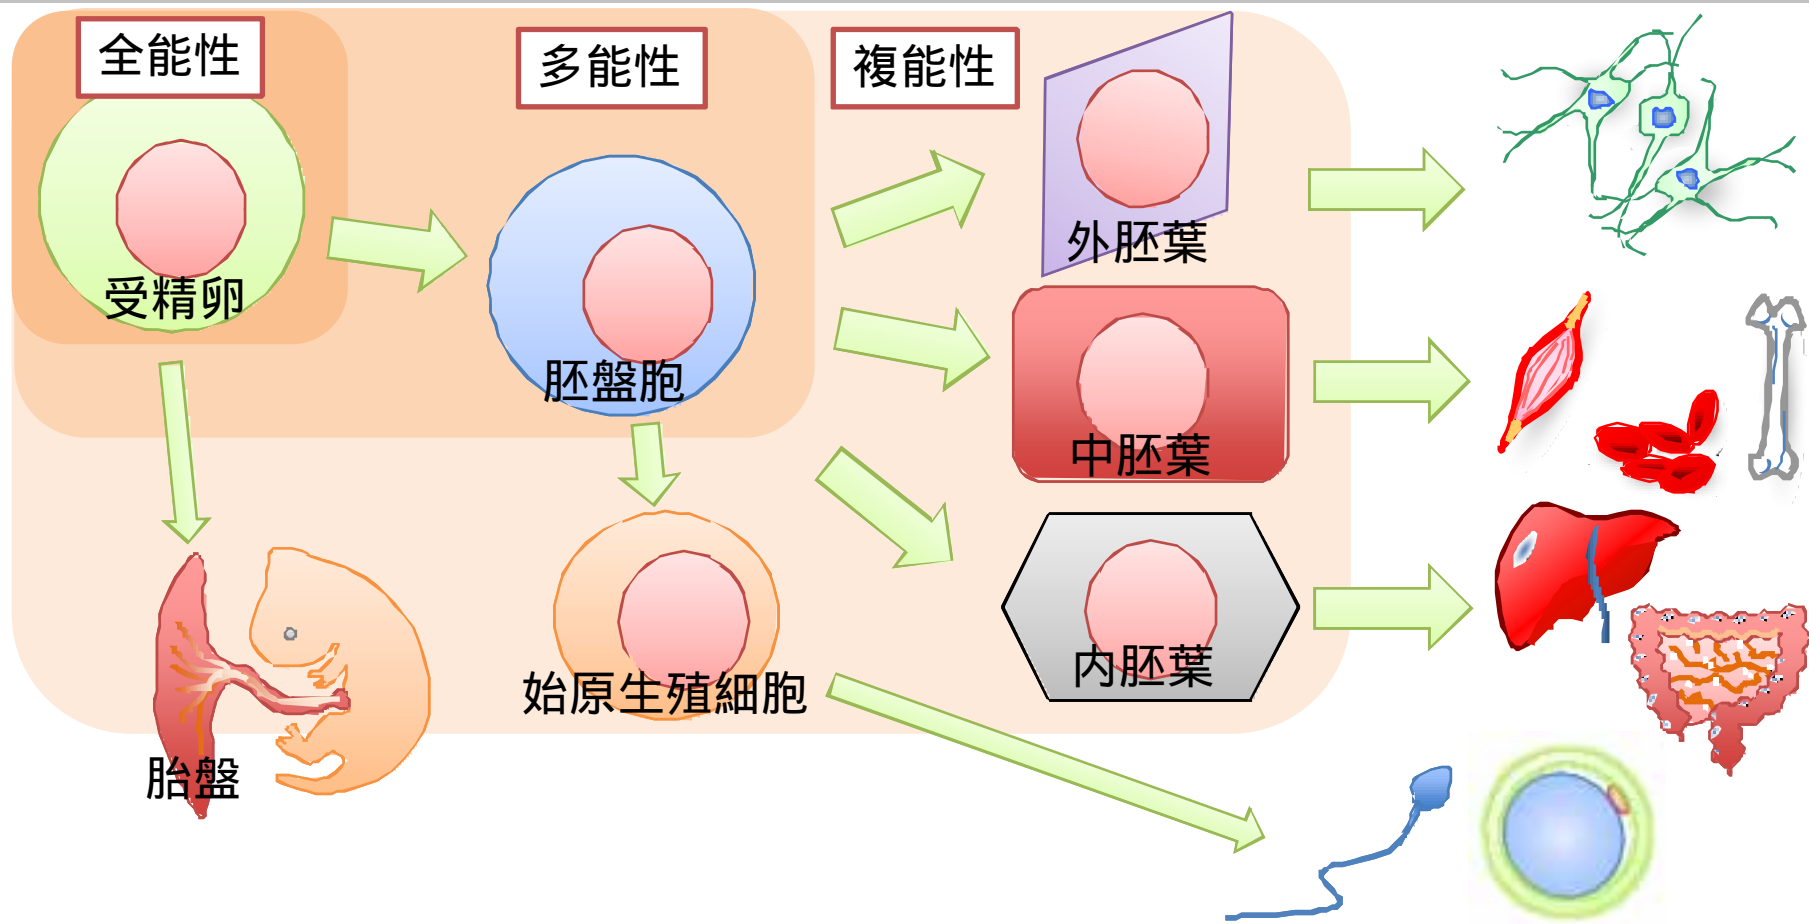 全能性
多能性
複能性
受精卵
胚盤胞
外胚葉
中胚葉
内胚葉
始原生殖細胞
胎盤